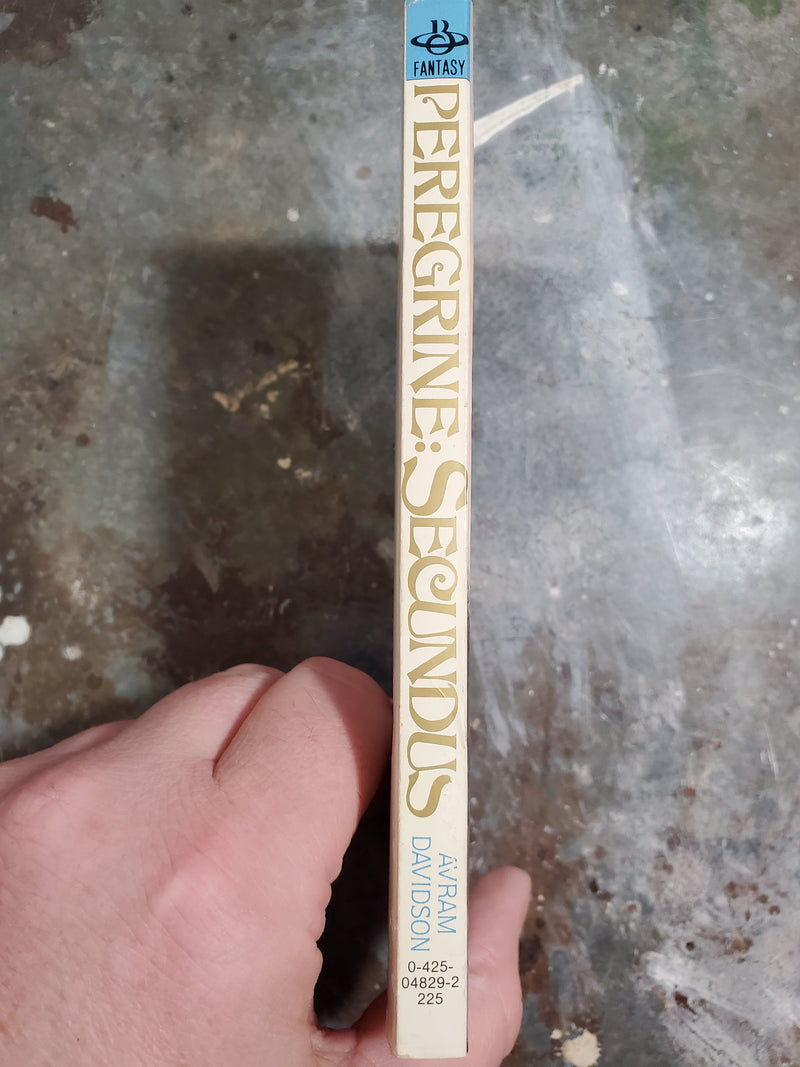 B
FANTASY
PEREGRINE: SECUNDUS
AVRAM
DAVIDSON
0-425-
04829-2
225